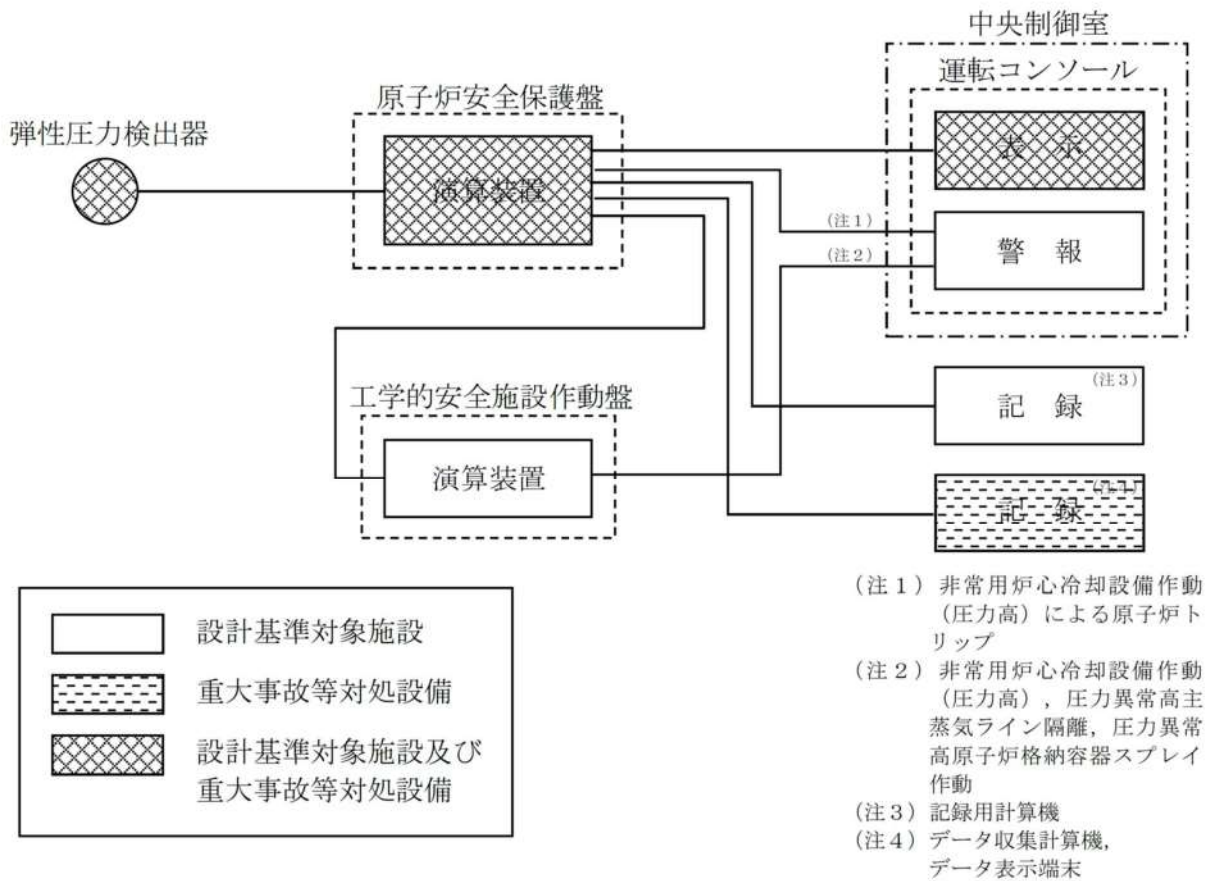 中央制御室
運転コンソール
原子炉安全保護盤
弾性圧力検出器
演算装置
表 示
(注1)
(注2)
警 報
工学的安全施設作動盤
演算装置
(注3)
記 録
(注4)
記 録
設計基準対象施設
重大事故等対処設備
設計基準対象施設及び
重大事故等対処設備
(注1)非常用炉心冷却設備作動
(圧力高)による原子炉ト
リップ
(注2)非常用炉心冷却設備作動
(圧力高),圧力異常高主
蒸気ライン隔離,圧力異常
高原子炉格納容器スプレイ
作動
(注3)記録用計算機
(注4)データ収集計算機,
データ表示端末